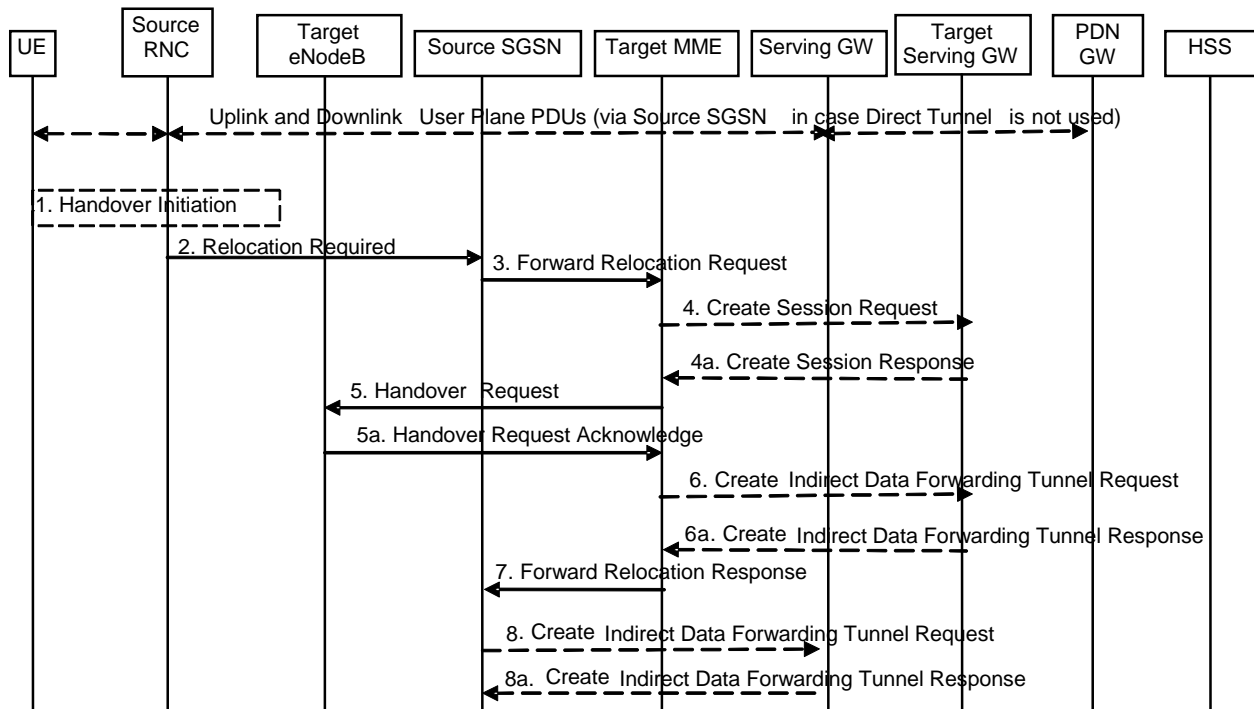 UE
Source
RNC
Target
eNodeB
Source SGSN
Target MME
Serving GW
Target
Serving GW
PDN
GW
HSS
Uplink and Downlink User Plane PDUs (via Source SGSN in case Direct Tunnel is not used)
1. Handover Initiation
2. Relocation Required
3. Forward Relocation Request
4. Create Session Request
4a. Create Session Response
5. Handover Request
5a. Handover Request Acknowledge
6. Create Indirect Data Forwarding Tunnel Request
6a. Create Indirect Data Forwarding Tunnel Response
7. Forward Relocation Response
8. Create Indirect Data Forwarding Tunnel Request
8a. Create Indirect Data Forwarding Tunnel Response